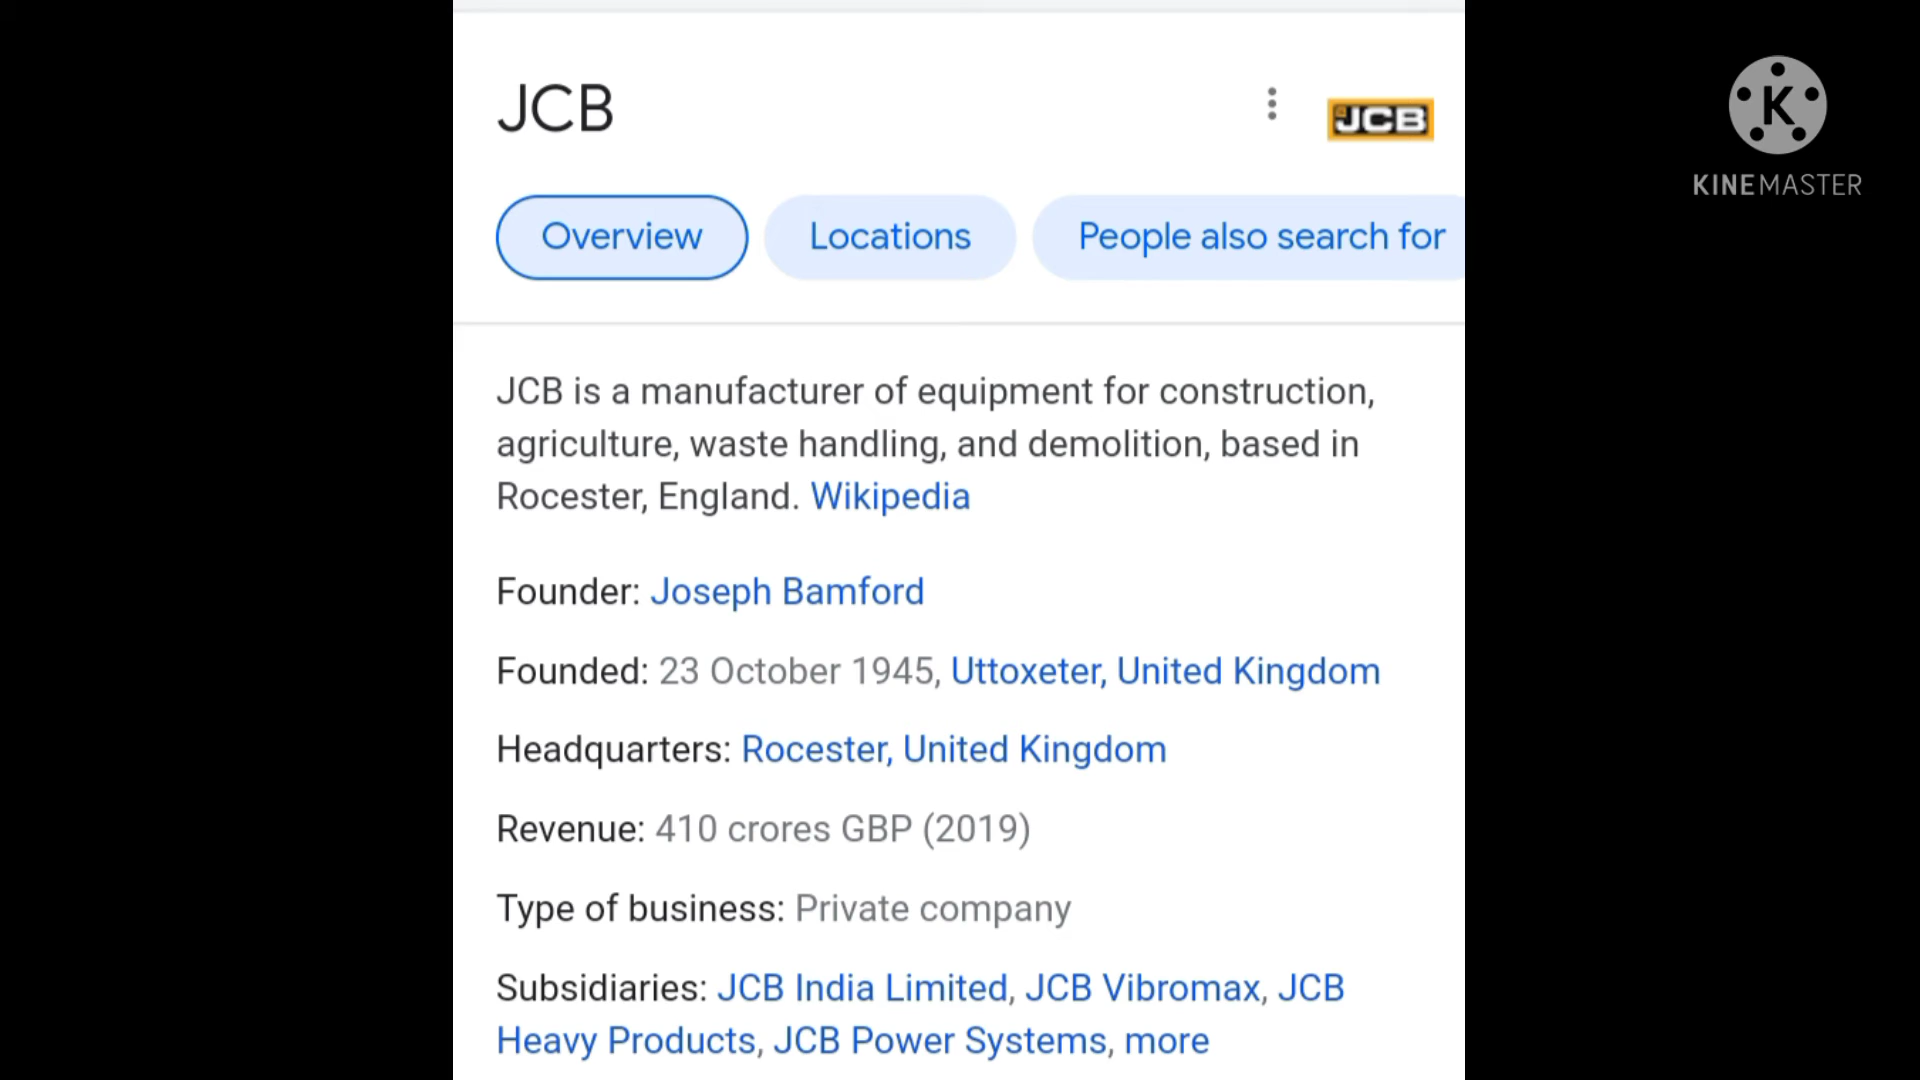 JCB
JCB
K
KINEMASTER
Overview
Locations
People also search for
JCB is a manufacturer of equipment for construction,
agriculture, waste handling, and demolition, based in
Rocester, England. Wikipedia
Founder: Joseph Bamford
Founded: 23 October 1945, Uttoxeter, United Kingdom
Headquarters: Rocester, United Kingdom
Revenue: 410 crores GBP (2019)
Type of business: Private company
Subsidiaries: JCB India Limited, JCB Vibromax, JCB
Heavy Products, JCB Power Systems, more